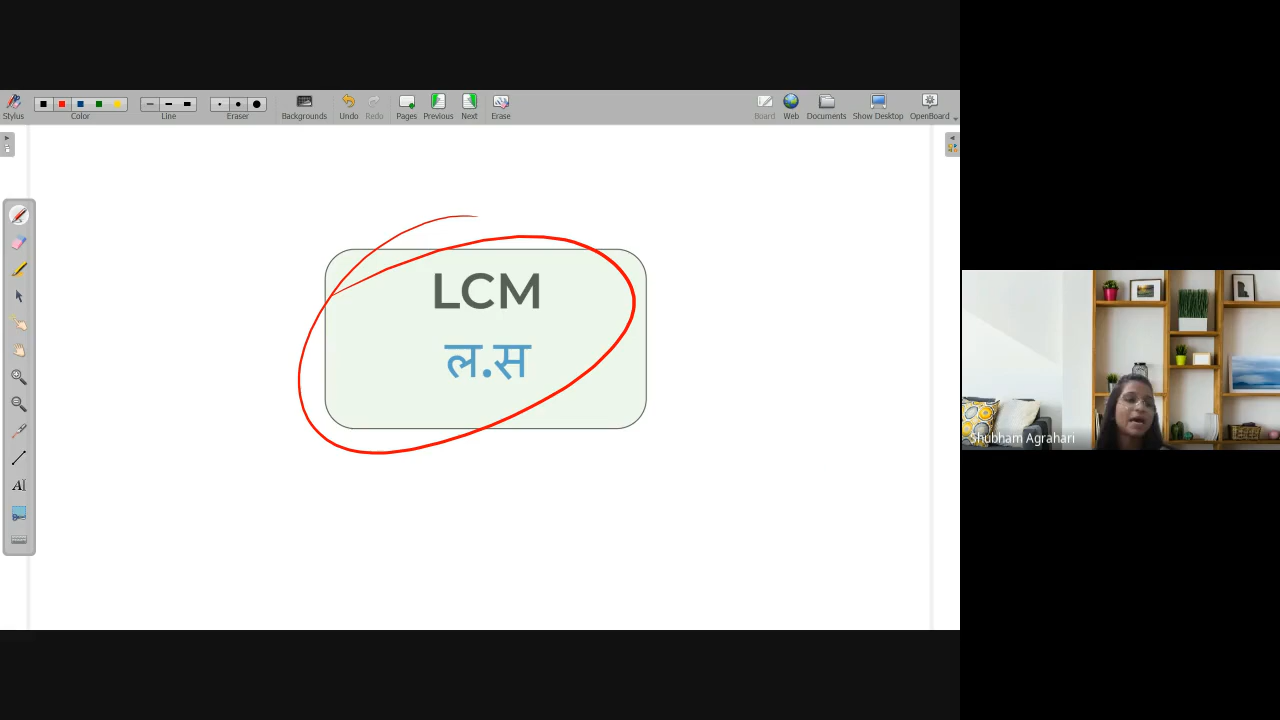 Stylus Color Line Eraser Backgrounds Undo Redo Pages Previous Next Erase Board Web Documents Show Desktop OpenBoard
LCM
ल.स
AI
Shubham Agrahari